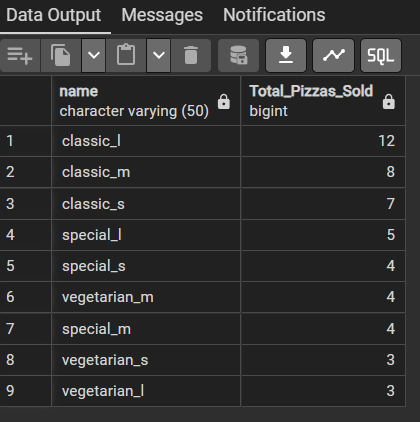 Data Output Messages Notifications
SQL
name Total_Pizzas_Sold
character varying (50) bigint
1 classic_l 12
2 classic_m 8
3 classic_s 7
4 special_l 5
5 special_s 4
6 vegetarian_m 4
7 special_m 4
8 vegetarian_s 3
9 vegetarian_l 3